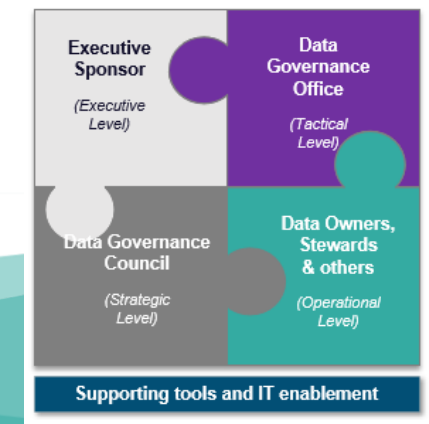 Executive
Sponsor
(Executive
Level)
Data
Governance
Office
(Tactical
Level)
Data Governance
Council
(Strategic
Level)
Data Owners,
Stewards
& others
(Operational
Level)
Supporting tools and IT enablement